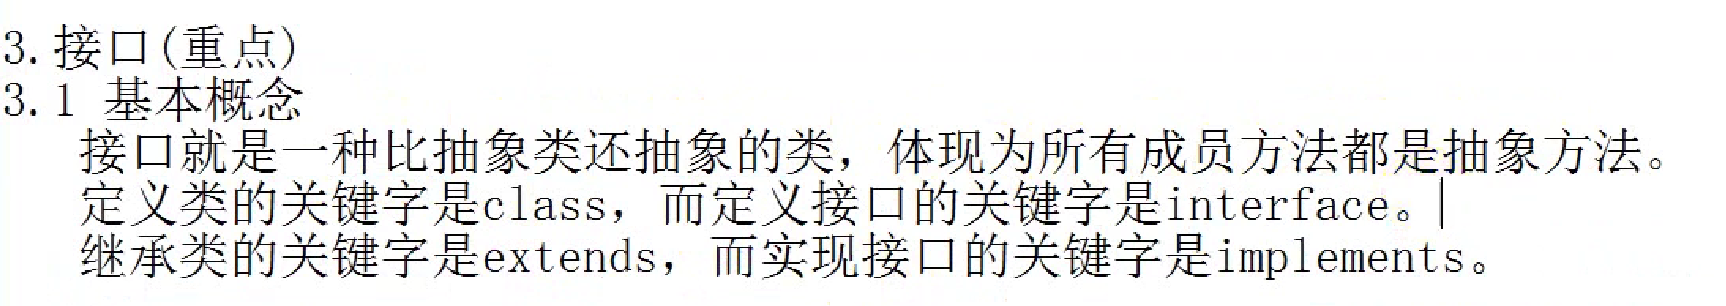 3.接口(重点)
3.1 基本概念
接口就是一种比抽象类还抽象的类，体现为所有成员方法都是抽象方法。
定义类的关键字是class，而定义接口的关键字是interface。
继承类的关键字是extends，而实现接口的关键字是implements。